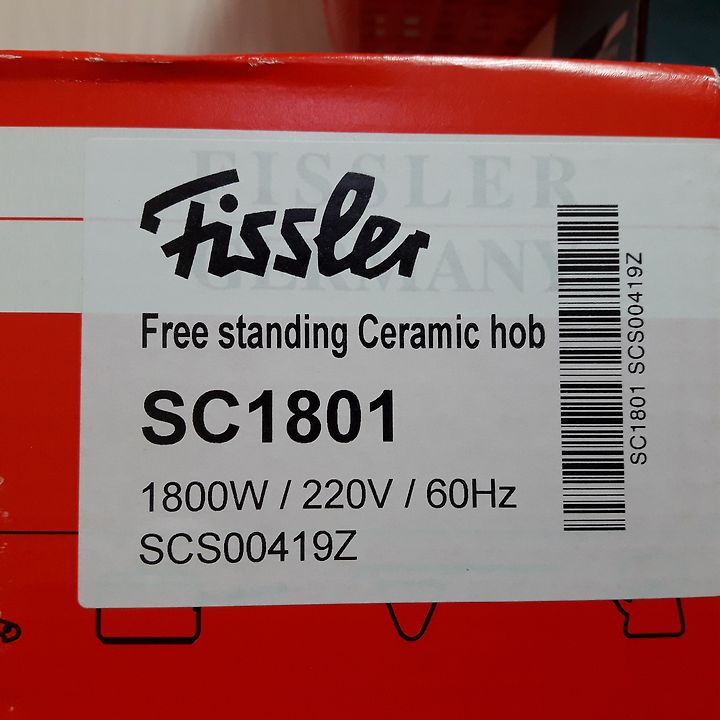 FISSLER
GERMANY
Fissler
Free standing Ceramic hob
SC1801
1800W / 220V / 60Hz
SCS00419Z
SC1801 SCS00419Z